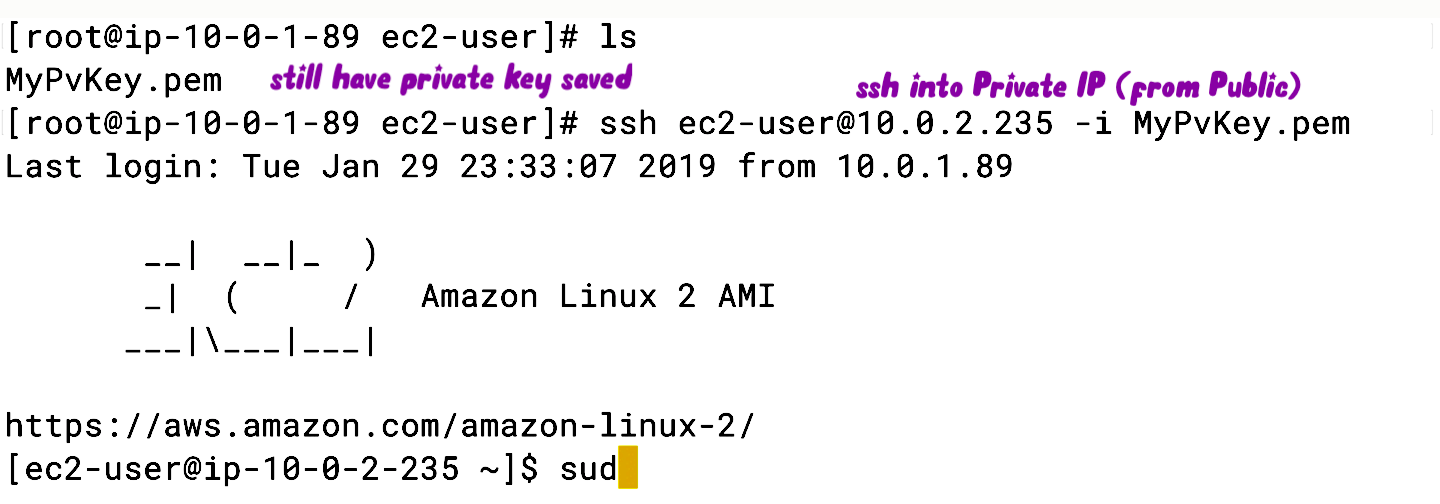 [root@ip-10-0-1-89 ec2-user]# ls
MyPvKey.pem still have private key saved ssh into Private IP (from Public)
[root@ip-10-0-1-89 ec2-user]# ssh ec2-user@10.0.2.235 -i MyPvKey.pem
Last login: Tue Jan 29 23:33:07 2019 from 10.0.1.89
       __|  __|_  )
       _|  (     /   Amazon Linux 2 AMI
      ___|\___|___|
https://aws.amazon.com/amazon-linux-2/
[ec2-user@ip-10-0-2-235 ~]$ sud